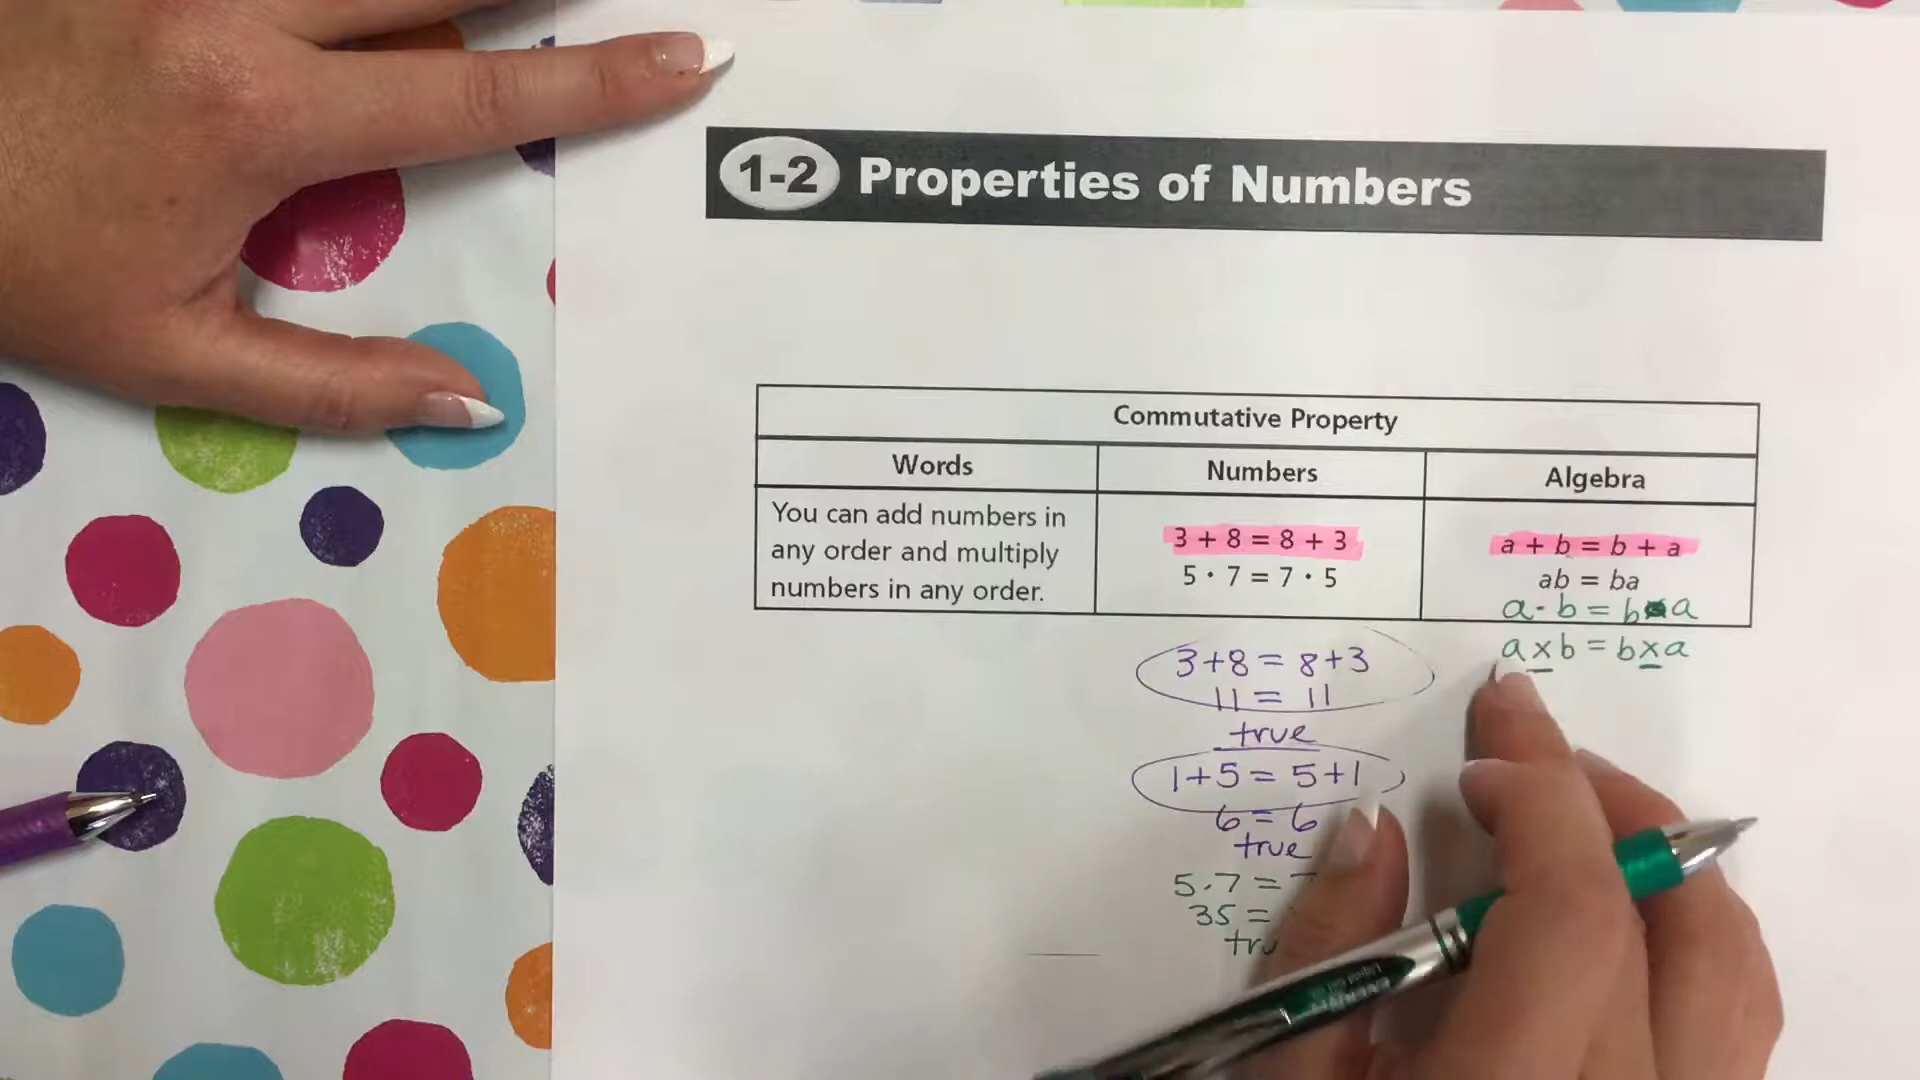 1-2 Properties of Numbers
Commutative Property
Words
Numbers
Algebra
You can add numbers in
any order and multiply
numbers in any order.
3 + 8 = 8 + 3
5 · 7 = 7 · 5
a + b = b + a
ab = ba
a · b = b · a
a x b = b x a
3+8 = 8+3
11 = 11
true
1+5 = 5+1
6 = 6
true
5·7 =
35 =